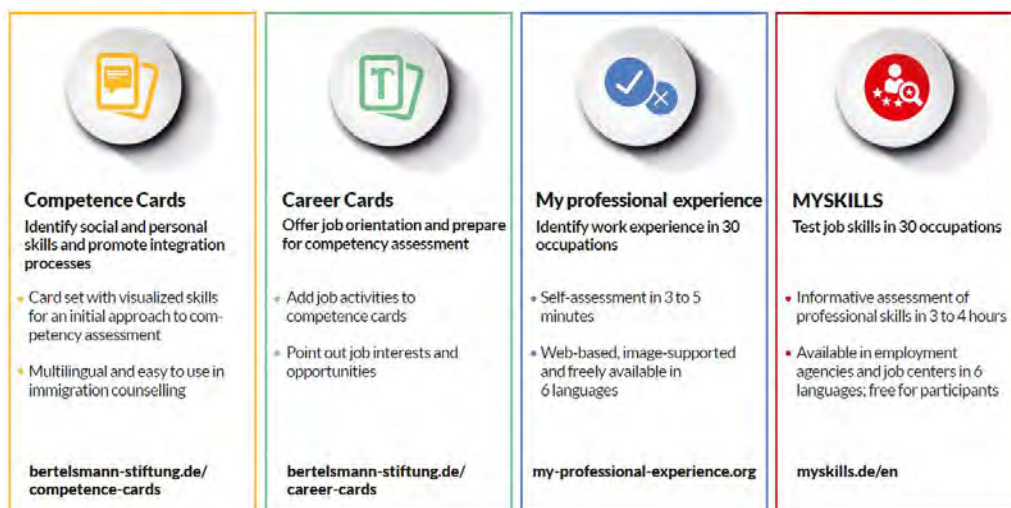 Competence Cards
Identify social and personal
skills and promote integration
processes
Card set with visualized skills
for an initial approach to com-
petency assessment
Multilingual and easy to use in
immigration counselling
bertelsmann-stiftung.de/
competence-cards
Career Cards
Offer job orientation and prepare
for competency assessment
Add job activities to
competence cards
Point out job interests and
opportunities
bertelsmann-stiftung.de/
career-cards
My professional experience
Identify work experience in 30
occupations
Self-assessment in 3 to 5
minutes
Web-based, image-supported
and freely available in
6 languages
my-professional-experience.org
MYSKILLS
Test job skills in 30 occupations
Informative assessment of
professional skills in 3 to 4 hours
Available in employment
agencies and job centers in 6
languages; free for participants
myskills.de/en